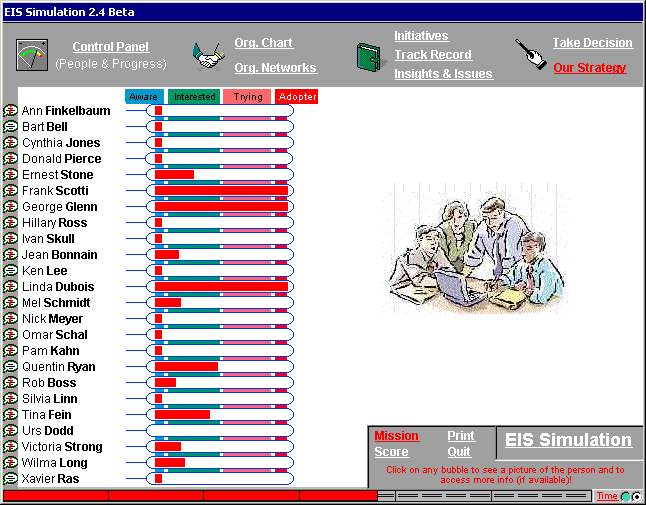 EIS Simulation 2.4 Beta
Control Panel
(People & Progress)
Org. Chart
Org. Networks
Initiatives
Track Record
Insights & Issues
Take Decision
Our Strategy
Aware Interested Trying Adopter
Ann Finkelbaum
Bart Bell
Cynthia Jones
Donald Pierce
Ernest Stone
Frank Scotti
George Glenn
Hillary Ross
Ivan Skull
Jean Bonnain
Ken Lee
Linda Dubois
Mel Schmidt
Nick Meyer
Omar Schal
Pam Kahn
Quentin Ryan
Rob Boss
Silvia Linn
Tina Fein
Urs Dodd
Victoria Strong
Wilma Long
Xavier Ras
Mission Print
Score Quit
EIS Simulation
Click on any bubble to see a picture of the person and to
access more info (if available)!
Time